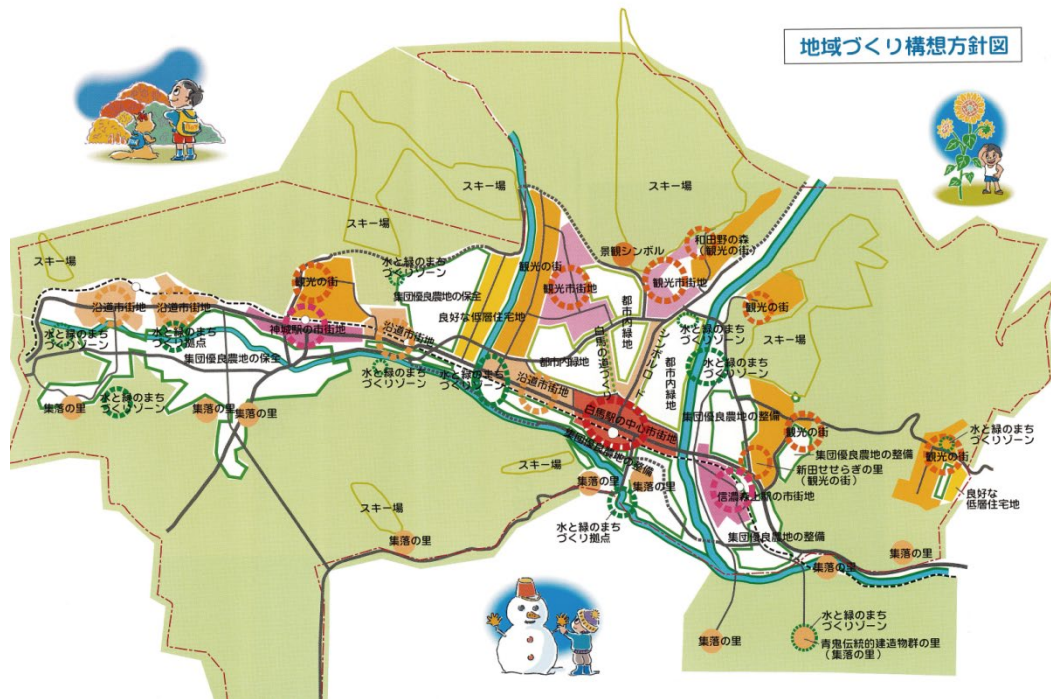 地域づくり構想方針図
スキー場
スキー場
スキー場
スキー場
和田野の森
（観光の街）
景観シンボル
水と緑のまち
づくりゾーン
観光の街
観光の街
観光市街地
観光市街地
観光の街
沿道市街地
沿道市街地
集団優良農地の保全
良好な低層住宅地
都市内緑地
白馬の道づくり
シンボルロード
都市内緑地
水と緑のまち
づくりゾーン
スキー場
水と緑のまち
づくりゾーン
水と緑のまち
づくり拠点
神城駅の市街地
沿道市街地
集団優良農地の保全
水と緑のまち
づくりゾーン
水と緑のまち
づくりゾーン
都市内緑地
水と緑のまち
づくりゾーン
沿道市街地
白馬駅の中心市街地
集団優良農地の整備
集落の里
水と緑のまち
づくりゾーン
集落の里
集団優良農地の整備
観光の街
集団優良農地の整備
新田せせらぎの里
（観光の街）
水と緑のまち
づくりゾーン
観光の街
良好な
低層住宅地
スキー場
スキー場
集落の里
集落の里
信濃森上駅の市街地
水と緑のまち
づくり拠点
集団優良農地の整備
集落の里
集落の里
集落の里
水と緑のまち
づくりゾーン
集落の里
青鬼伝統的建造物群の里
（集落の里）